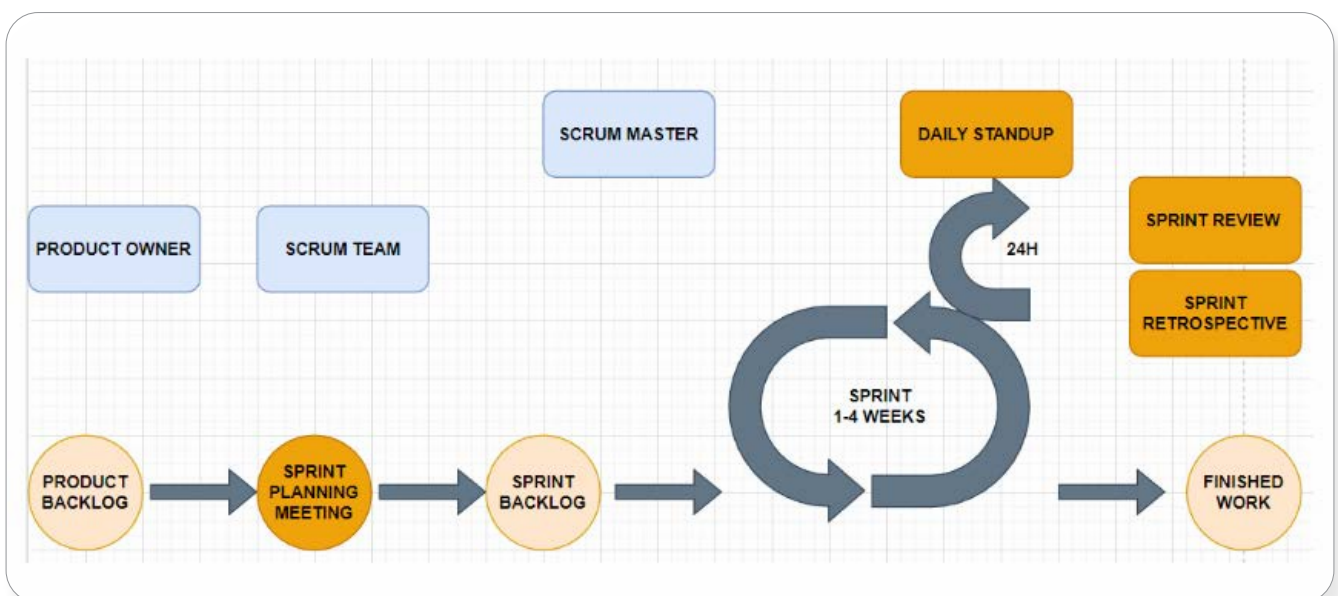 SCRUM MASTER
DAILY STANDUP
PRODUCT OWNER
SCRUM TEAM
24H
SPRINT REVIEW
SPRINT
RETROSPECTIVE
SPRINT
1-4 WEEKS
PRODUCT
BACKLOG
SPRINT
PLANNING
MEETING
SPRINT
BACKLOG
FINISHED
WORK